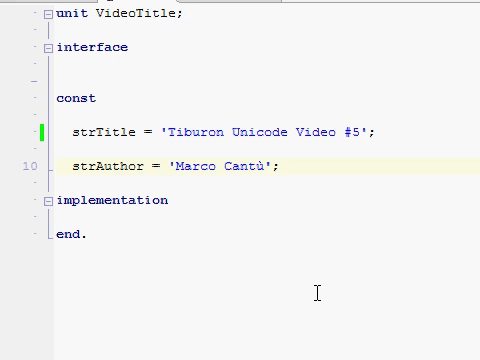 unit VideoTitle;
interface
const
strTitle = 'Tiburon Unicode Video #5';
10 strAuthor = 'Marco Cantù';
implementation
end.